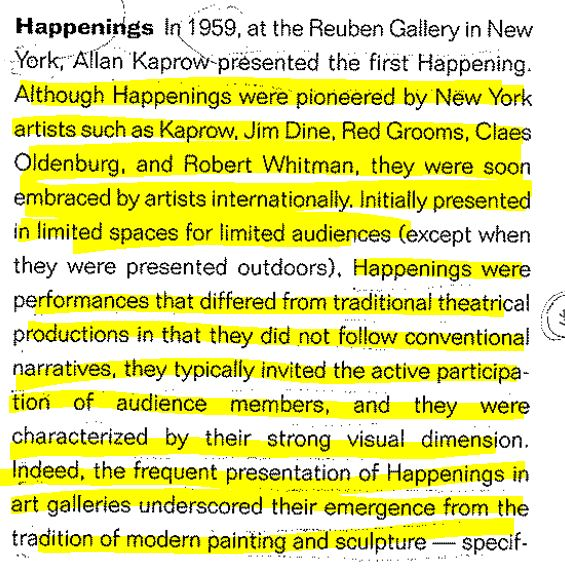 Happenings In 1959, at the Reuben Gallery in New
York, Allan Kaprow presented the first Happening.
Although Happenings were pioneered by New York
artists such as Kaprow, Jim Dine, Red Grooms, Claes
Oldenburg, and Robert Whitman, they were soon
embraced by artists internationally. Initially presented
in limited spaces for limited audiences (except when
they were presented outdoors), Happenings were
performances that differed from traditional theatrical
productions in that they did not follow conventional
narratives, they typically invited the active participa-
tion of audience members, and they were
characterized by their strong visual dimension.
Indeed, the frequent presentation of Happenings in
art galleries underscored their emergence from the
tradition of modern painting and sculpture — specif-